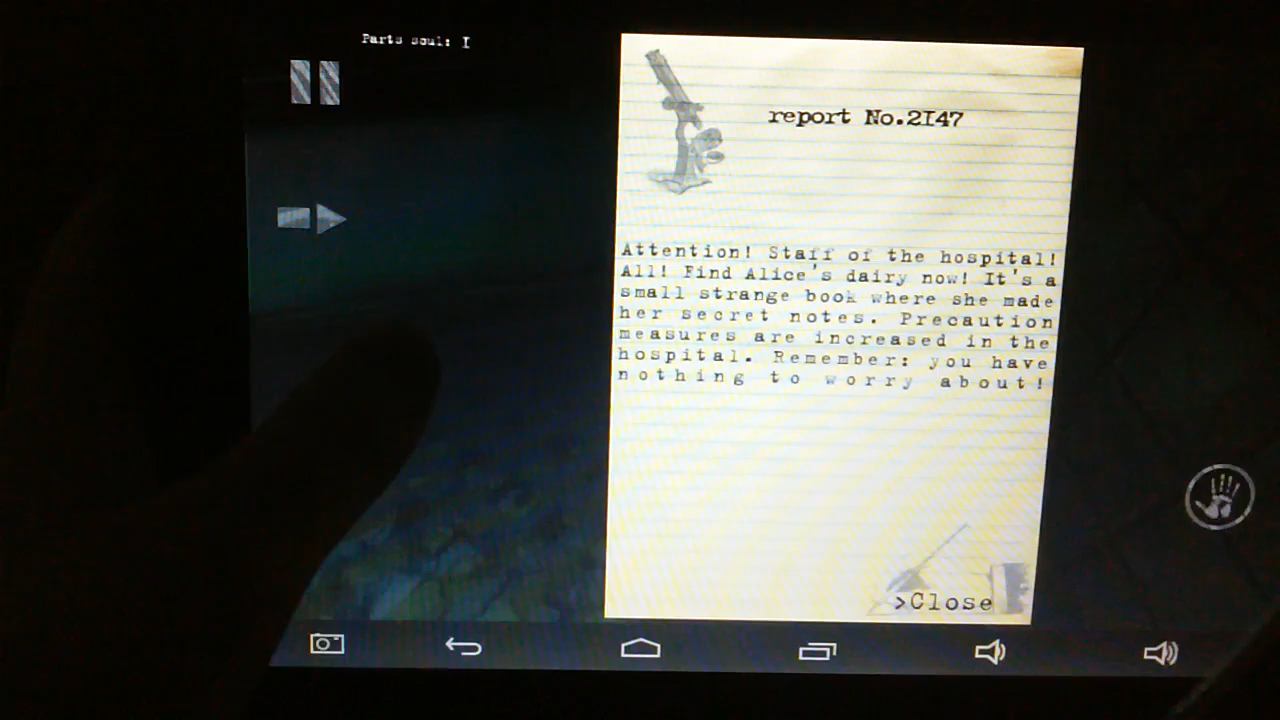 Parts soul: I
report No.2I47
Attention! Staff of the hospital!
All! Find Alice's dairy now! It's a
small strange book where she made
her secret notes. Precaution
measures are increased in the
hospital. Remember: you have
nothing to worry about!
>Close